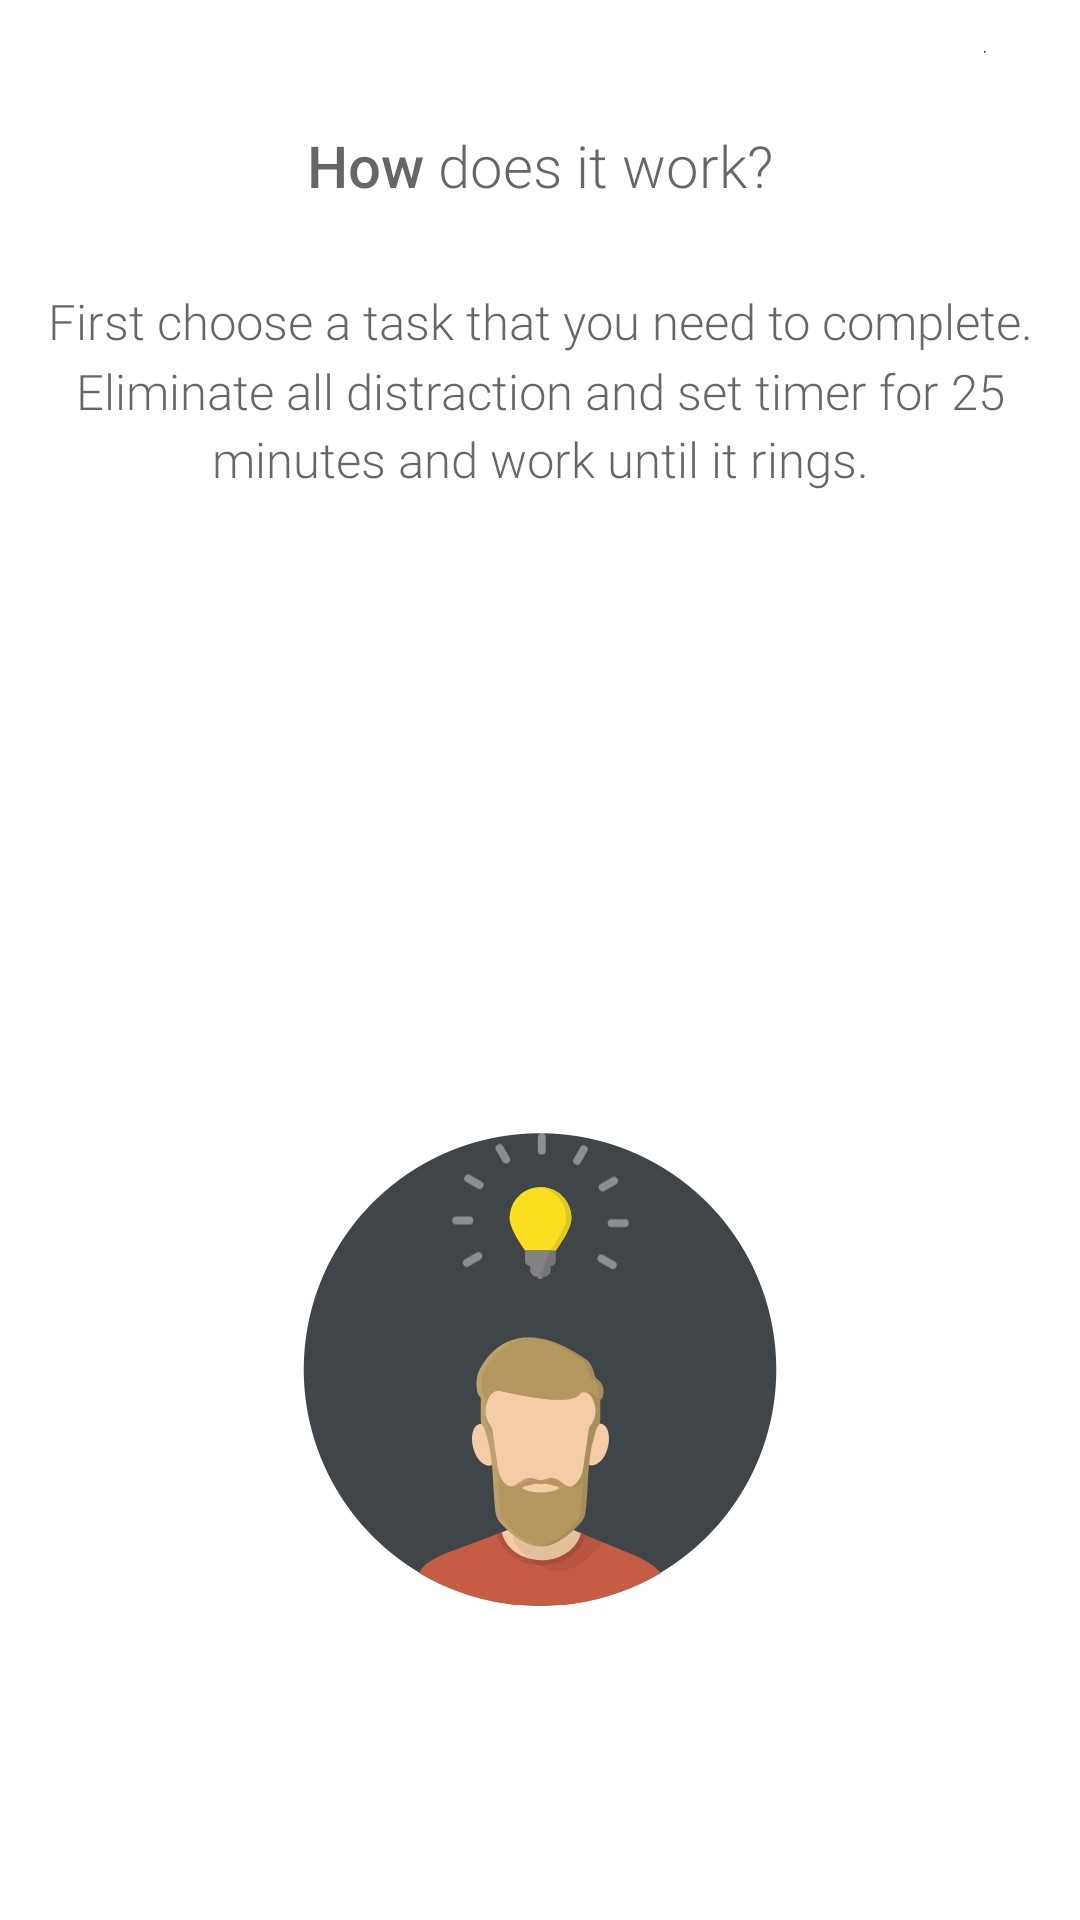 How does it work?
First choose a task that you need to complete.
Eliminate all distraction and set timer for 25
minutes and work until it rings.